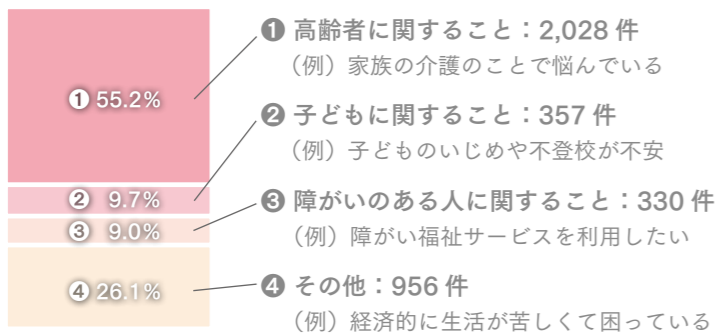 ❶ 55.2%
❷ 9.7%
❸ 9.0%
❹ 26.1%
❶ 高齢者に関すること：2,028 件
（例）家族の介護のことで悩んでいる
❷ 子どもに関すること：357 件
（例）子どものいじめや不登校が不安
❸ 障がいのある人に関すること：330 件
（例）障がい福祉サービスを利用したい
❹ その他：956 件
（例）経済的に生活が苦しくて困っている